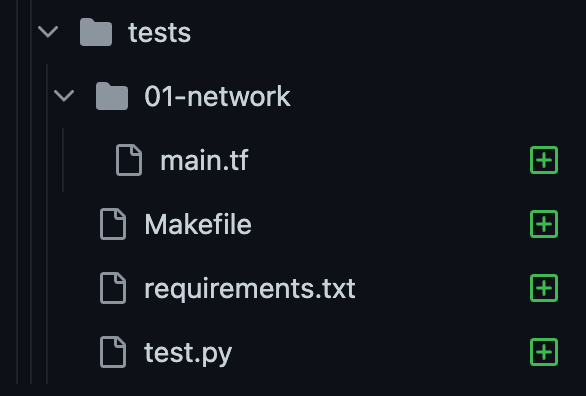 tests
01-network
main.tf
Makefile
requirements.txt
test.py